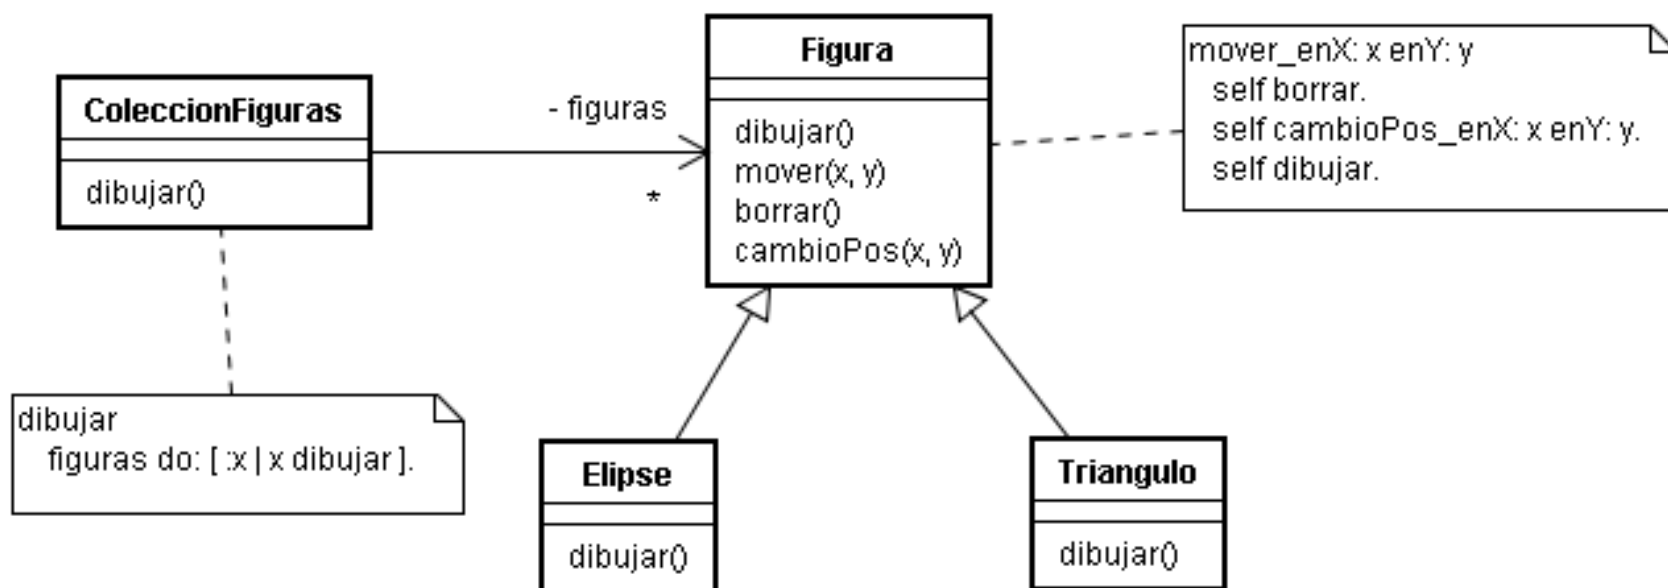 Figura
dibujar()
mover(x, y)
borrar()
cambioPos(x, y)
mover_enX: x enY: y
self borrar.
self cambioPos_enX: x enY: y.
self dibujar.
ColeccionFiguras
dibujar()
- figuras
*
dibujar
figuras do: [ :x | x dibujar ].
Elipse
dibujar()
Triangulo
dibujar()